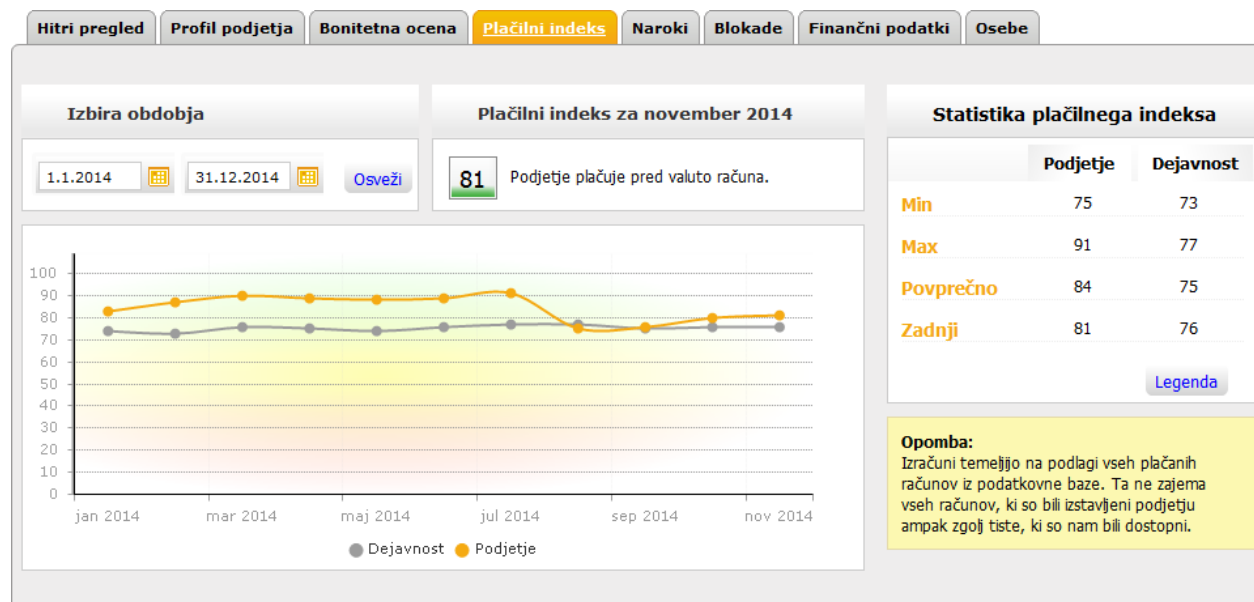 Hitri pregled Profil podjetja Bonitetna ocena Plačilni indeks Naroki Blokade Finančni podatki Osebe
Izbira obdobja
1.1.2014 31.12.2014 Osveži
Plačilni indeks za november 2014
81 Podjetje plačuje pred valuto računa.
100
90
80
70
60
50
40
30
20
10
0
jan 2014 mar 2014 maj 2014 jul 2014 sep 2014 nov 2014
Dejavnost Podjetje
Statistika plačilnega indeksa
Podjetje Dejavnost
Min 75 73
Max 91 77
Povprečno 84 75
Zadnji 81 76
Legenda
Opomba:
Izračuni temeljijo na podlagi vseh plačanih
računov iz podatkovne baze. Ta ne zajema
vseh računov, ki so bili izstavljeni podjetju
ampak zgolj tiste, ki so nam bili dostopni.